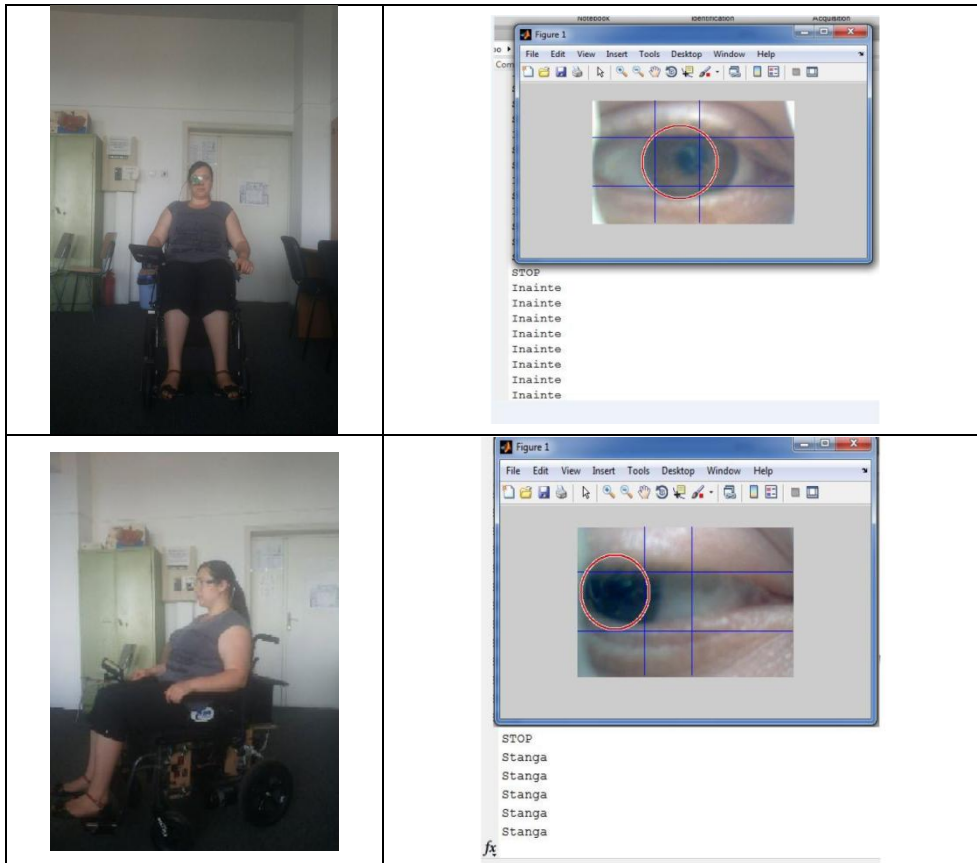 Notebook Identification Acquisition
Figure 1
File Edit View Insert Tools Desktop Window Help
Com
STOP
Inainte
Inainte
Inainte
Inainte
Inainte
Inainte
Inainte
Inainte
Figure 1
File Edit View Insert Tools Desktop Window Help
STOP
Stanga
Stanga
Stanga
Stanga
Stanga
fx